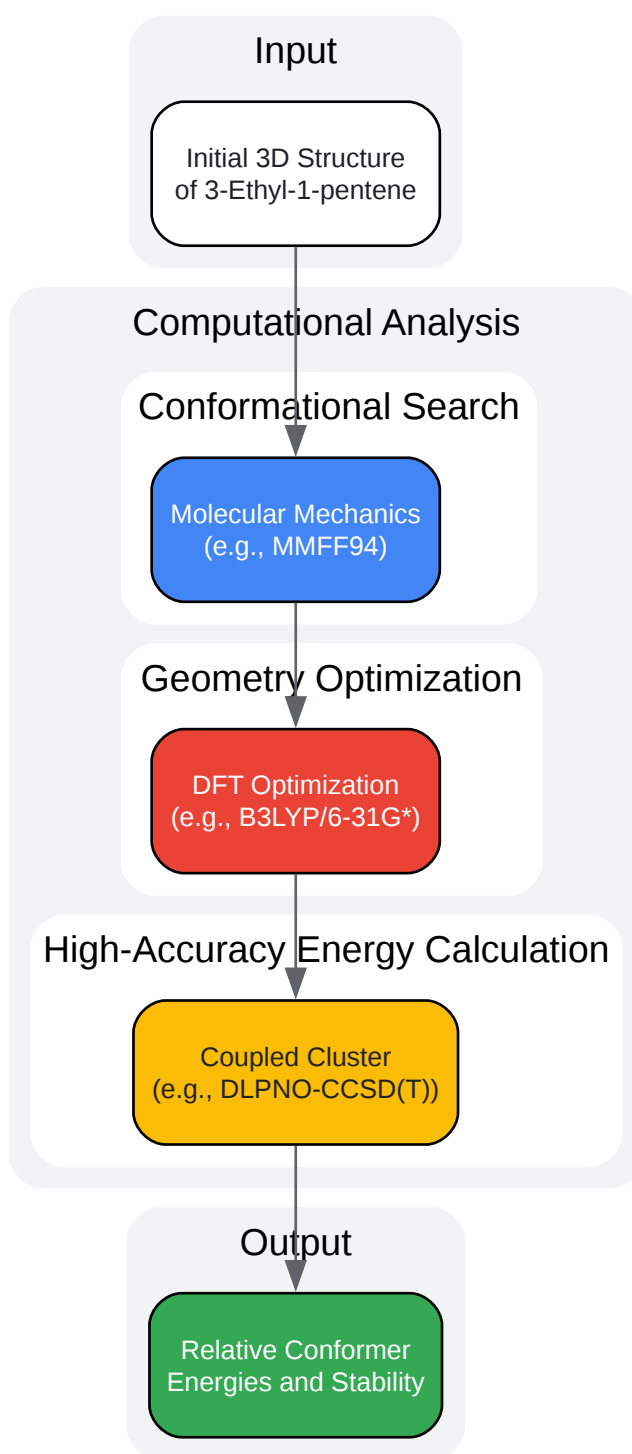 Input
Initial 3D Structure
of 3-Ethyl-1-pentene
Computational Analysis
Conformational Search
Molecular Mechanics
(e.g., MMFF94)
Geometry Optimization
DFT Optimization
(e.g., B3LYP/6-31G*)
High-Accuracy Energy Calculation
Coupled Cluster
(e.g., DLPNO-CCSD(T))
Output
Relative Conformer
Energies and Stability